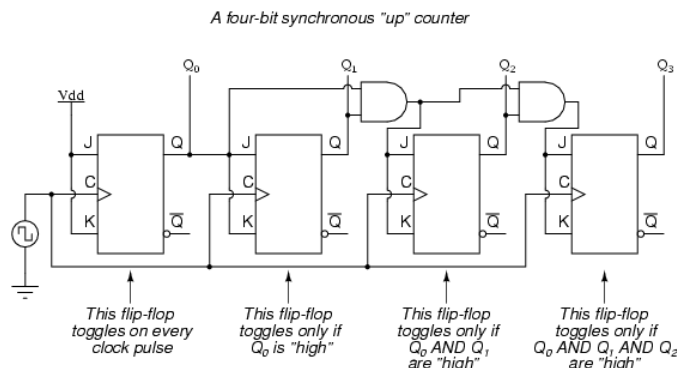 A four-bit synchronous "up" counter
Q0 Q1 Q2 Q3
Vdd
J Q J Q J Q J Q
C C C C
K Q̅ K Q̅ K Q̅ K Q̅
This flip-flop
toggles on every
clock pulse
This flip-flop
toggles only if
Q0 is "high"
This flip-flop
toggles only if
Q0 AND Q1
are "high"
This flip-flop
toggles only if
Q0 AND Q1 AND Q2
are "high"